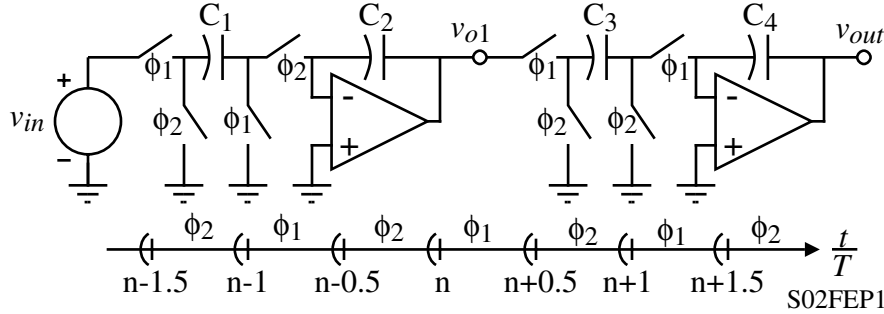 C1 C2 vo1 C3 C4 vout
ϕ1 ϕ2 ϕ1 ϕ1
+ vin − ϕ2 ϕ1 - + ϕ2 ϕ2 - +
ϕ2 ϕ1 ϕ2 ϕ1 ϕ2 ϕ1 ϕ2 t/T
n-1.5 n-1 n-0.5 n n+0.5 n+1 n+1.5
S02FEP1